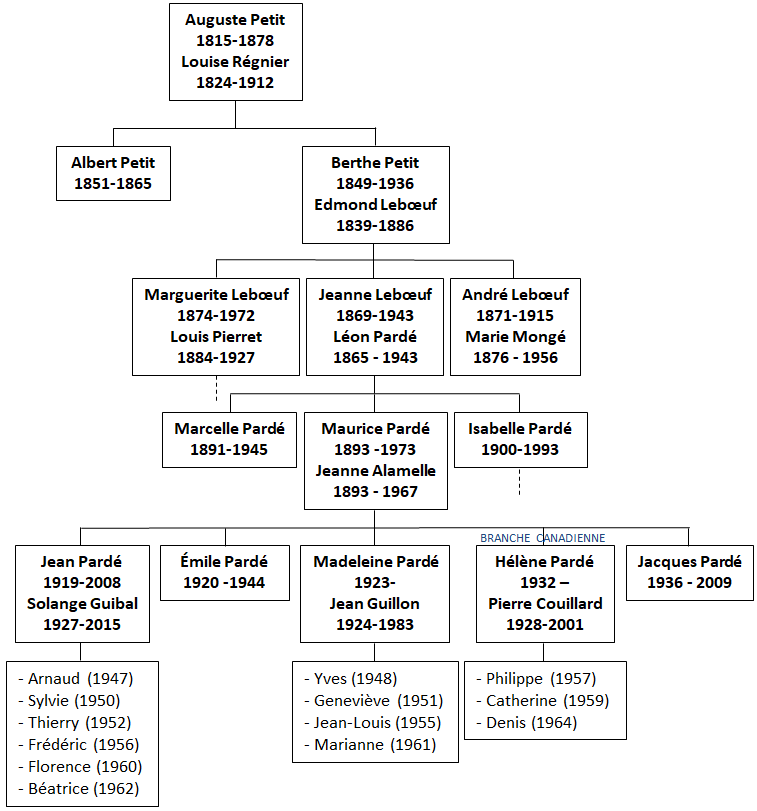 Auguste Petit
1815-1878
Louise Régnier
1824-1912
Albert Petit
1851-1865
Berthe Petit
1849-1936
Edmond Lebœuf
1839-1886
Marguerite Lebœuf
1874-1972
Louis Pierret
1884-1927
Jeanne Lebœuf
1869-1943
Léon Pardé
1865 - 1943
André Lebœuf
1871-1915
Marie Mongé
1876 - 1956
Marcelle Pardé
1891-1945
Maurice Pardé
1893 -1973
Jeanne Alamelle
1893 - 1967
Isabelle Pardé
1900-1993
BRANCHE CANADIENNE
Jean Pardé
1919-2008
Solange Guibal
1927-2015
Émile Pardé
1920 -1944
Madeleine Pardé
1923-
Jean Guillon
1924-1983
Hélène Pardé
1932 –
Pierre Couillard
1928-2001
Jacques Pardé
1936 - 2009
- Arnaud (1947)
- Sylvie (1950)
- Thierry (1952)
- Frédéric (1956)
- Florence (1960)
- Béatrice (1962)
- Yves (1948)
- Geneviève (1951)
- Jean-Louis (1955)
- Marianne (1961)
- Philippe (1957)
- Catherine (1959)
- Denis (1964)